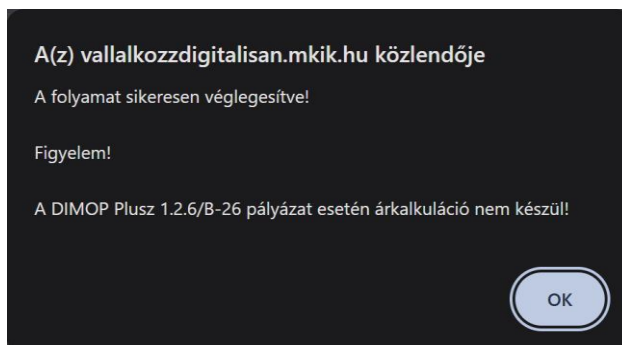 A(z) vallalkozzdigitalisan.mkik.hu közlendője
A folyamat sikeresen véglegesítve!
Figyelem!
A DIMOP Plusz 1.2.6/B-26 pályázat esetén árkalkuláció nem készül!
OK